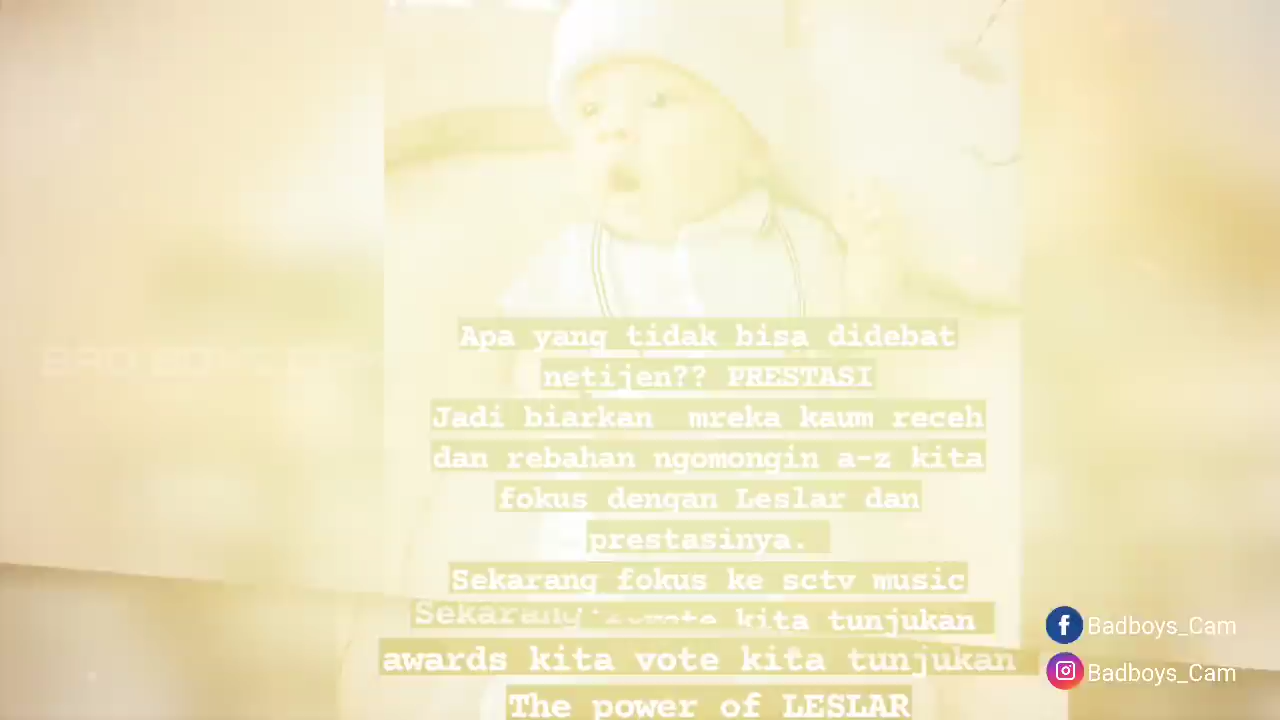 Apa yang tidak bisa didebat
netijen?? PRESTASI
Jadi biarkan mreka kaum receh
dan rebahan ngomongin a-z kita
fokus dengan Leslar dan
prestasinya.
Sekarang fokus ke sctv music
Sekarang vote kita tunjukan
awards kita vote kita tunjukan
The power of LESLAR
Badboys_Cam
Badboys_Cam